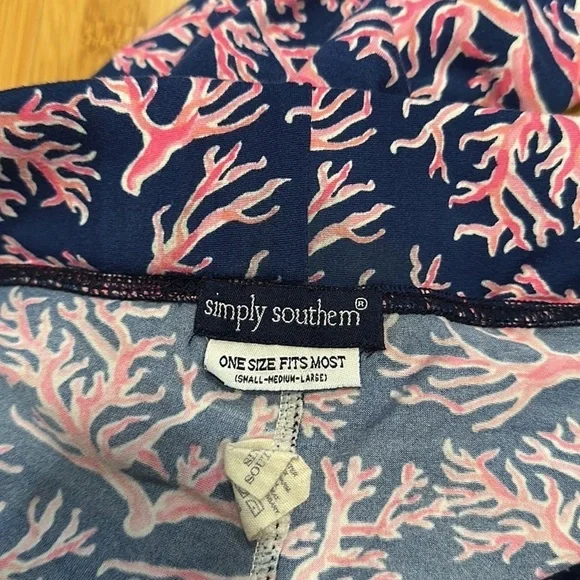 simply southern®
ONE SIZE FITS MOST
(SMALL-MEDIUM-LARGE)